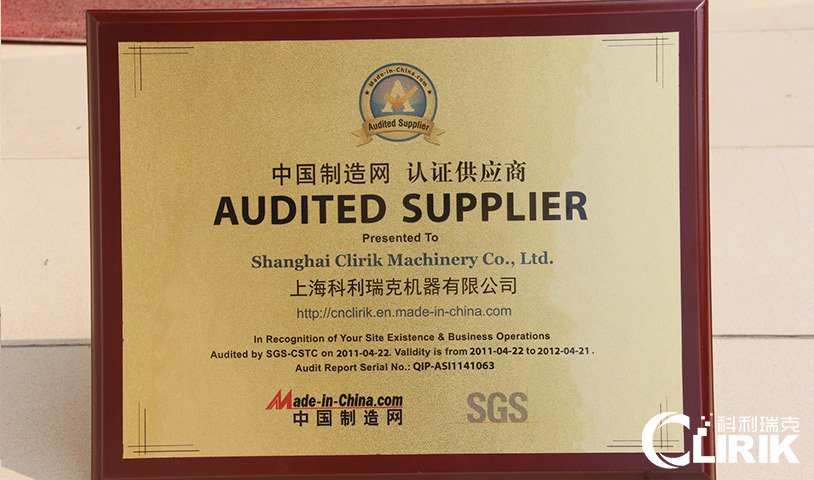 Made-in-China.com
A
Audited Supplier
中国制造网 认证供应商
AUDITED SUPPLIER
Presented To
Shanghai Clirik Machinery Co., Ltd.
上海科利瑞克机器有限公司
http://cnclirik.en.made-in-china.com
In Recognition of Your Site Existence & Business Operations
Audited by SGS-CSTC on 2011-04-22. Validity is from 2011-04-22 to 2012-04-21.
Audit Report Serial No.: QIP-ASI1141063
Made-in-China.com
中国制造网
SGS
科利瑞克
CLIRIK